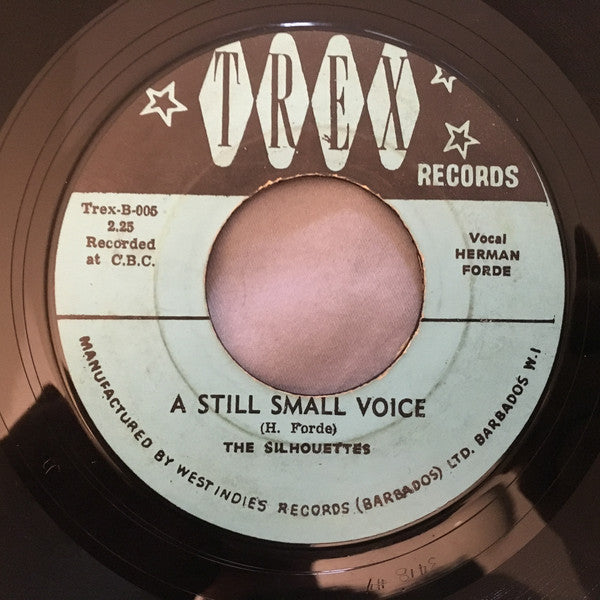 TREX
RECORDS
Trex-B-005
2.25
Recorded
at C.B.C.
Vocal
HERMAN
FORDE
A STILL SMALL VOICE
(H. Forde)
THE SILHOUETTES
MANUFACTURED BY WEST INDIES RECORDS (BARBADOS) LTD. BARBADOS W.I